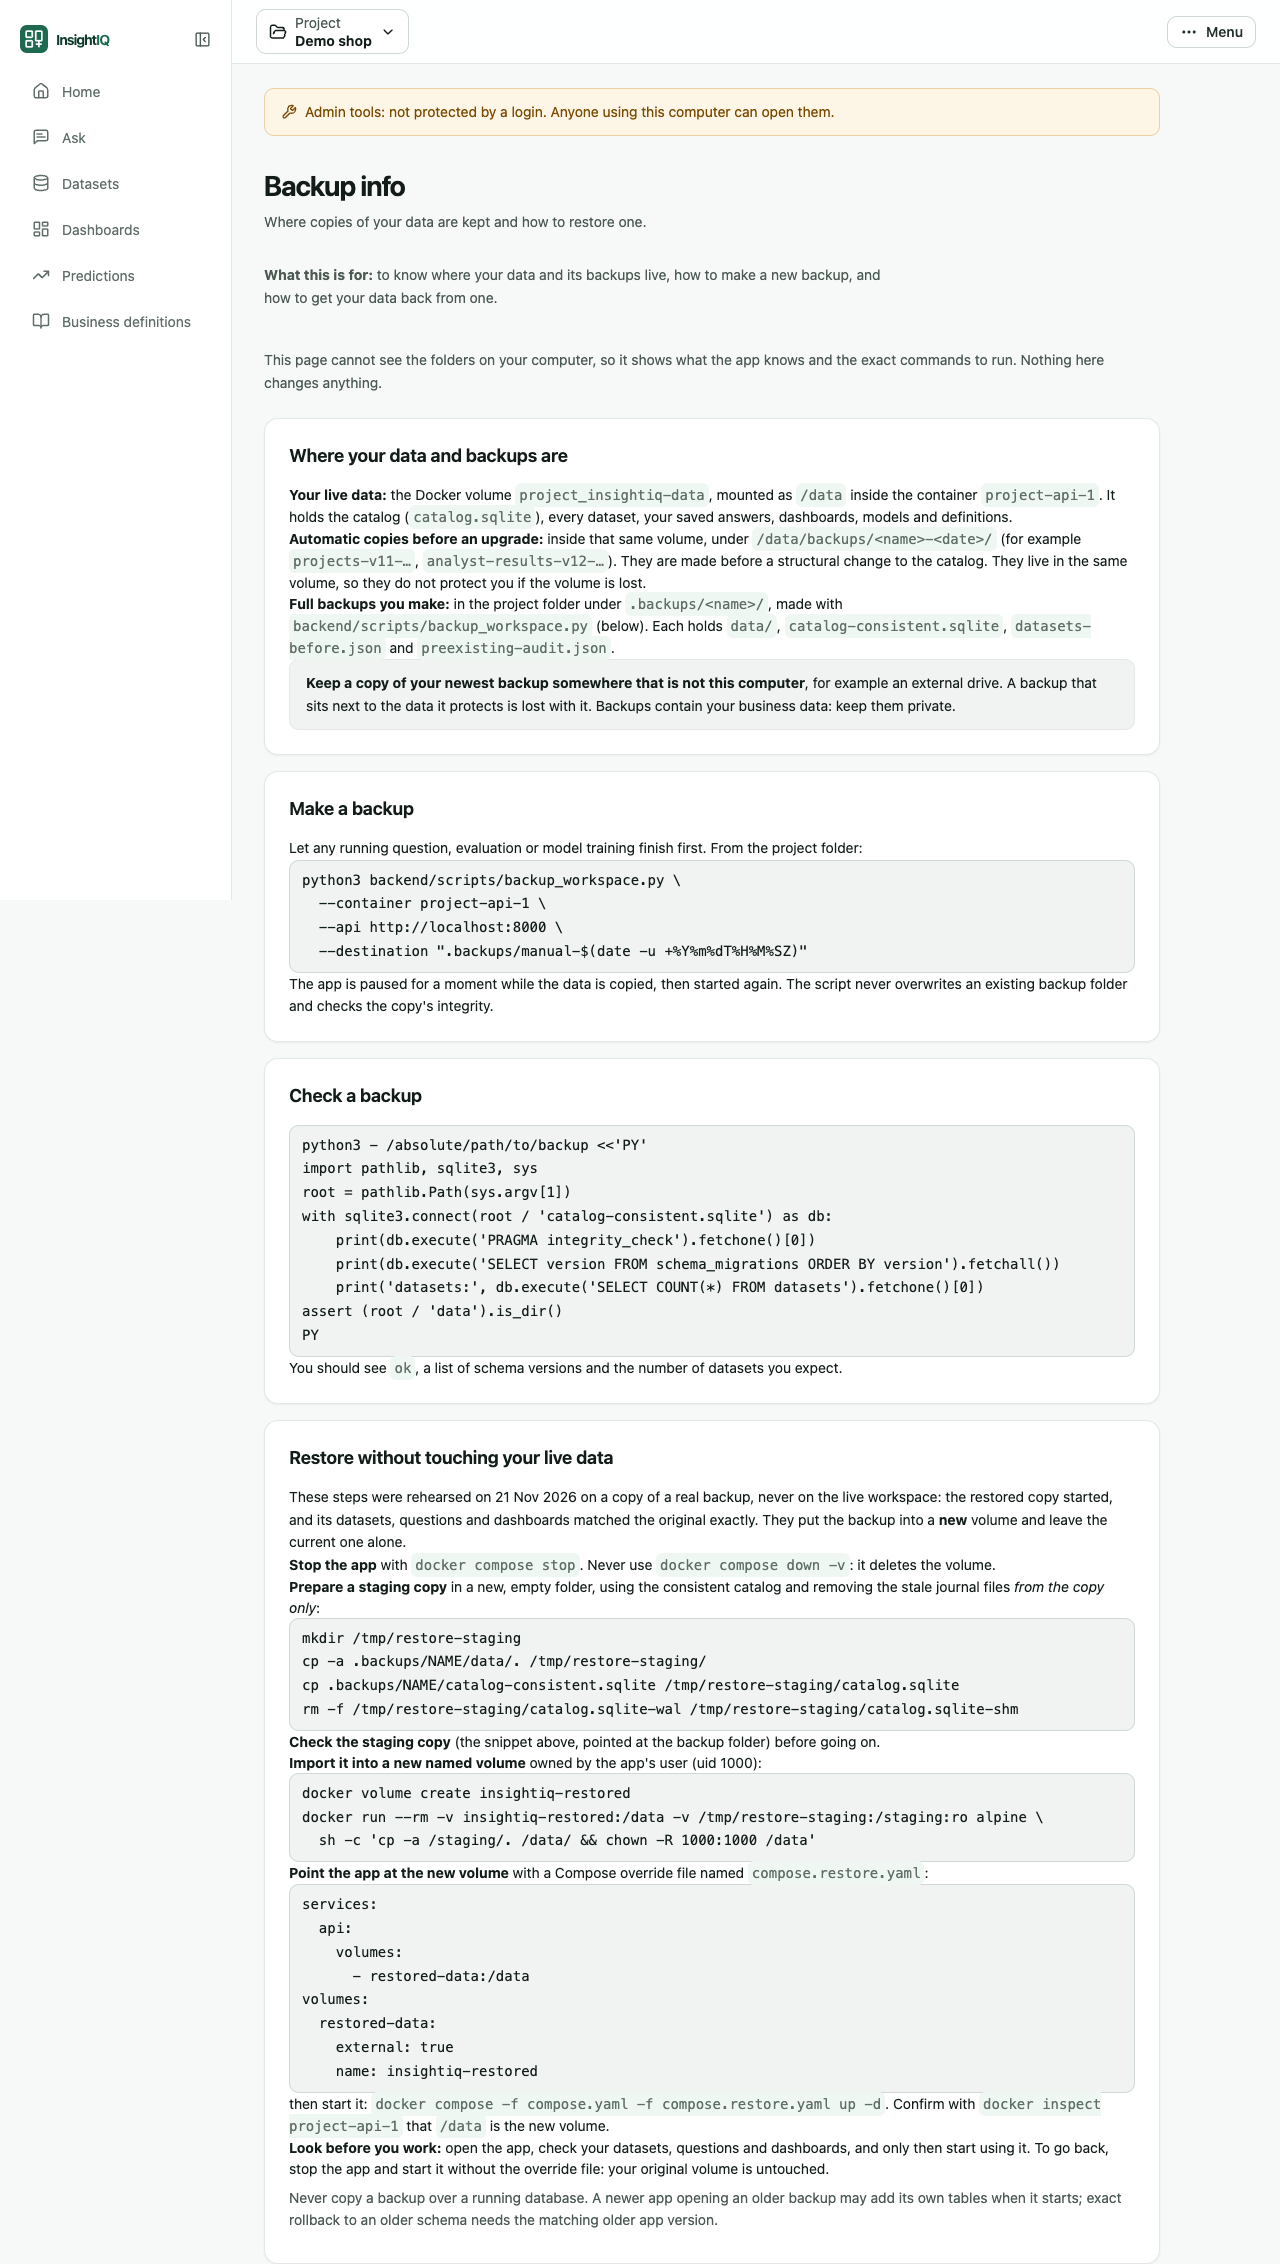 InsightIQ
Project
Demo shop
Menu
Home
Ask
Datasets
Dashboards
Predictions
Business definitions
Admin tools: not protected by a login. Anyone using this computer can open them.
Backup info
Where copies of your data are kept and how to restore one.
What this is for: to know where your data and its backups live, how to make a new backup, and
how to get your data back from one.
This page cannot see the folders on your computer, so it shows what the app knows and the exact commands to run. Nothing here
changes anything.
Where your data and backups are
Your live data: the Docker volume project_insightiq-data, mounted as /data inside the container project-api-1. It
holds the catalog (catalog.sqlite), every dataset, your saved answers, dashboards, models and definitions.
Automatic copies before an upgrade: inside that same volume, under /data/backups/<name>-<date>/ (for example
projects-v11-…, analyst-results-v12-…). They are made before a structural change to the catalog. They live in the same
volume, so they do not protect you if the volume is lost.
Full backups you make: in the project folder under .backups/<name>/, made with
backend/scripts/backup_workspace.py (below). Each holds data/, catalog-consistent.sqlite, datasets-
before.json and preexisting-audit.json.
Keep a copy of your newest backup somewhere that is not this computer, for example an external drive. A backup that
sits next to the data it protects is lost with it. Backups contain your business data: keep them private.
Make a backup
Let any running question, evaluation or model training finish first. From the project folder:
python3 backend/scripts/backup_workspace.py \
  --container project-api-1 \
  --api http://localhost:8000 \
  --destination ".backups/manual-$(date -u +%Y%m%dT%H%M%SZ)"
The app is paused for a moment while the data is copied, then started again. The script never overwrites an existing backup folder
and checks the copy's integrity.
Check a backup
python3 - /absolute/path/to/backup <<'PY'
import pathlib, sqlite3, sys
root = pathlib.Path(sys.argv[1])
with sqlite3.connect(root / 'catalog-consistent.sqlite') as db:
    print(db.execute('PRAGMA integrity_check').fetchone()[0])
    print(db.execute('SELECT version FROM schema_migrations ORDER BY version').fetchall())
    print('datasets:', db.execute('SELECT COUNT(*) FROM datasets').fetchone()[0])
assert (root / 'data').is_dir()
PY
You should see ok, a list of schema versions and the number of datasets you expect.
Restore without touching your live data
These steps were rehearsed on 21 Nov 2026 on a copy of a real backup, never on the live workspace: the restored copy started,
and its datasets, questions and dashboards matched the original exactly. They put the backup into a new volume and leave the
current one alone.
Stop the app with docker compose stop. Never use docker compose down -v: it deletes the volume.
Prepare a staging copy in a new, empty folder, using the consistent catalog and removing the stale journal files from the copy
only:
mkdir /tmp/restore-staging
cp -a .backups/NAME/data/. /tmp/restore-staging/
cp .backups/NAME/catalog-consistent.sqlite /tmp/restore-staging/catalog.sqlite
rm -f /tmp/restore-staging/catalog.sqlite-wal /tmp/restore-staging/catalog.sqlite-shm
Check the staging copy (the snippet above, pointed at the backup folder) before going on.
Import it into a new named volume owned by the app's user (uid 1000):
docker volume create insightiq-restored
docker run --rm -v insightiq-restored:/data -v /tmp/restore-staging:/staging:ro alpine \
  sh -c 'cp -a /staging/. /data/ && chown -R 1000:1000 /data'
Point the app at the new volume with a Compose override file named compose.restore.yaml:
services:
  api:
    volumes:
      - restored-data:/data
volumes:
  restored-data:
    external: true
    name: insightiq-restored
then start it: docker compose -f compose.yaml -f compose.restore.yaml up -d. Confirm with docker inspect
project-api-1 that /data is the new volume.
Look before you work: open the app, check your datasets, questions and dashboards, and only then start using it. To go back,
stop the app and start it without the override file: your original volume is untouched.
Never copy a backup over a running database. A newer app opening an older backup may add its own tables when it starts; exact
rollback to an older schema needs the matching older app version.